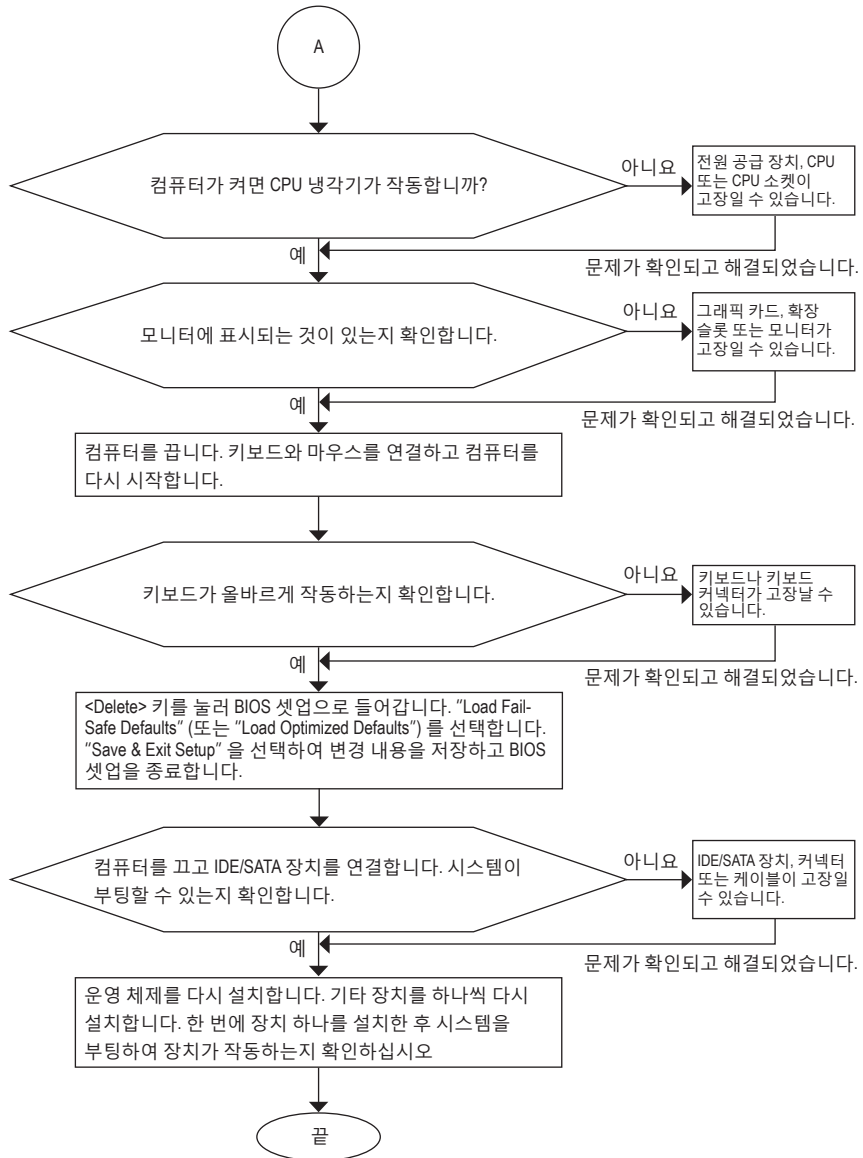 A
컴퓨터가 켜면 CPU 냉각기가 작동합니까?
아니요
전원 공급 장치, CPU
또는 CPU 소켓이
고장일 수 있습니다.
예
문제가 확인되고 해결되었습니다.
모니터에 표시되는 것이 있는지 확인합니다.
아니요
그래픽 카드, 확장
슬롯 또는 모니터가
고장일 수 있습니다.
예
문제가 확인되고 해결되었습니다.
컴퓨터를 끕니다. 키보드와 마우스를 연결하고 컴퓨터를
다시 시작합니다.
키보드가 올바르게 작동하는지 확인합니다.
아니요
키보드나 키보드
커넥터가 고장날 수
있습니다.
예
문제가 확인되고 해결되었습니다.
<Delete> 키를 눌러 BIOS 셋업으로 들어갑니다. "Load Fail-
Safe Defaults" (또는 "Load Optimized Defaults") 를 선택합니다.
"Save & Exit Setup" 을 선택하여 변경 내용을 저장하고 BIOS
셋업을 종료합니다.
컴퓨터를 끄고 IDE/SATA 장치를 연결합니다. 시스템이
부팅할 수 있는지 확인합니다.
아니요
IDE/SATA 장치, 커넥터
또는 케이블이 고장일
수 있습니다.
예
문제가 확인되고 해결되었습니다.
운영 체제를 다시 설치합니다. 기타 장치를 하나씩 다시
설치합니다. 한 번에 장치 하나를 설치한 후 시스템을
부팅하여 장치가 작동하는지 확인하십시오
끝